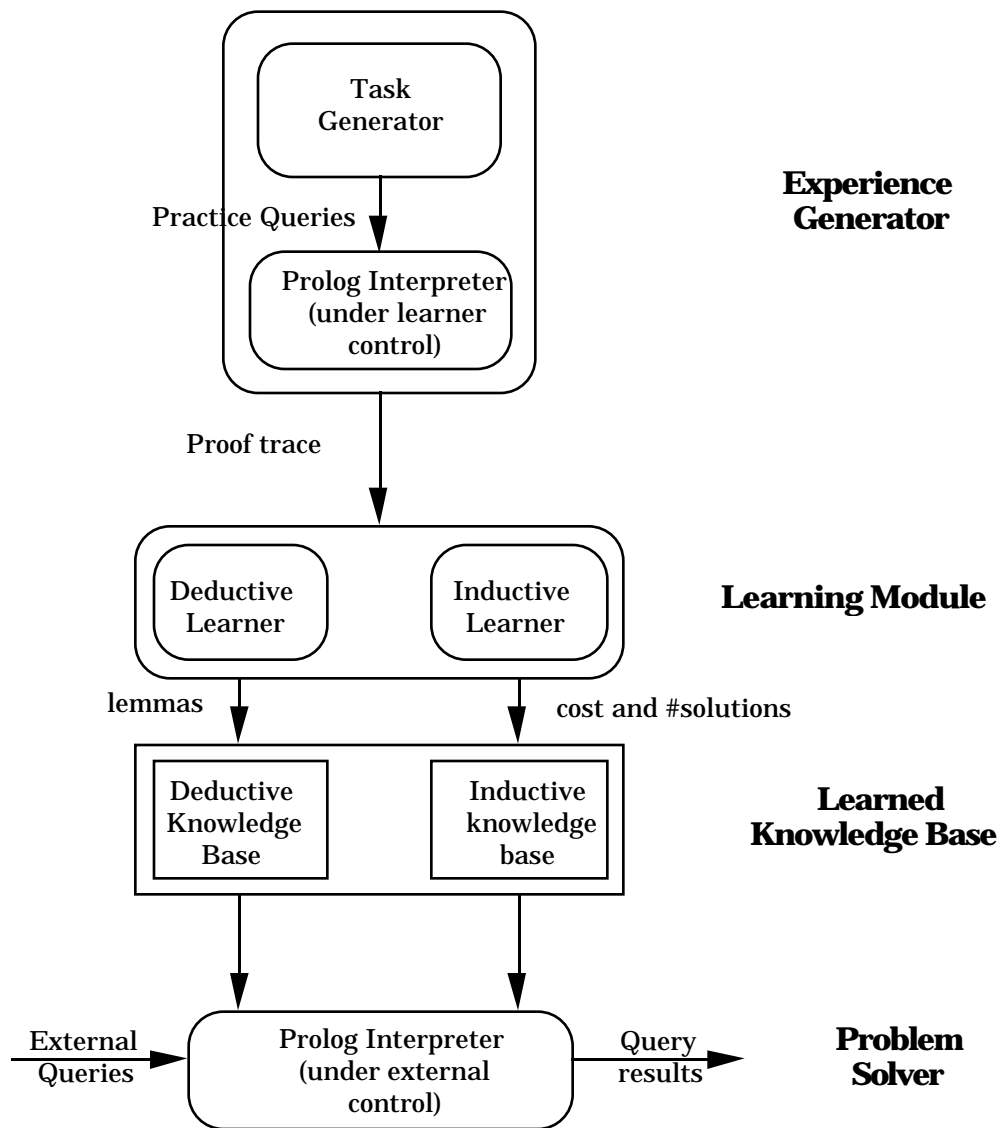 Task
Generator
Experience
Generator
Practice Queries
Prolog Interpreter
(under learner
control)
Proof trace
Deductive
Learner
Inductive
Learner
Learning Module
lemmas
cost and #solutions
Deductive
Knowledge
Base
Inductive
knowledge
base
Learned
Knowledge Base
External
Queries
Prolog Interpreter
(under external
control)
Query
results
Problem
Solver